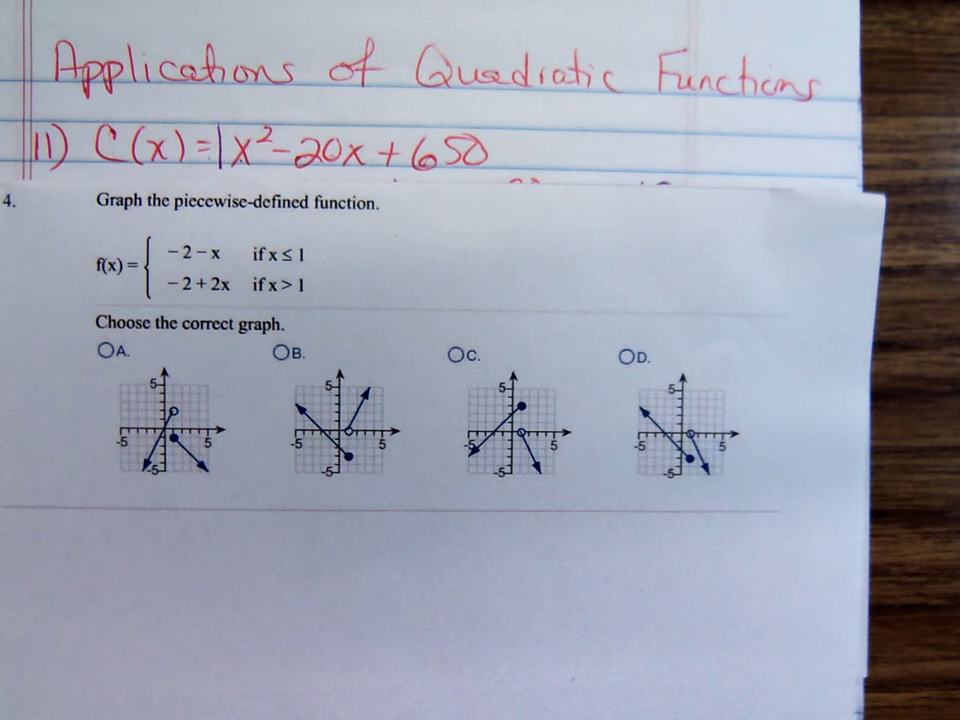 Applications of Quadratic Functions
11) C(x)=1x²-20x+650
4. Graph the piecewise-defined function.
f(x) = { -2-x if x ≤ 1
-2+2x if x > 1
Choose the correct graph.
A. B. C. D.
5 5 5 5
-5 5 -5 5 -5 5 -5 5
-5 -5 -5 -5